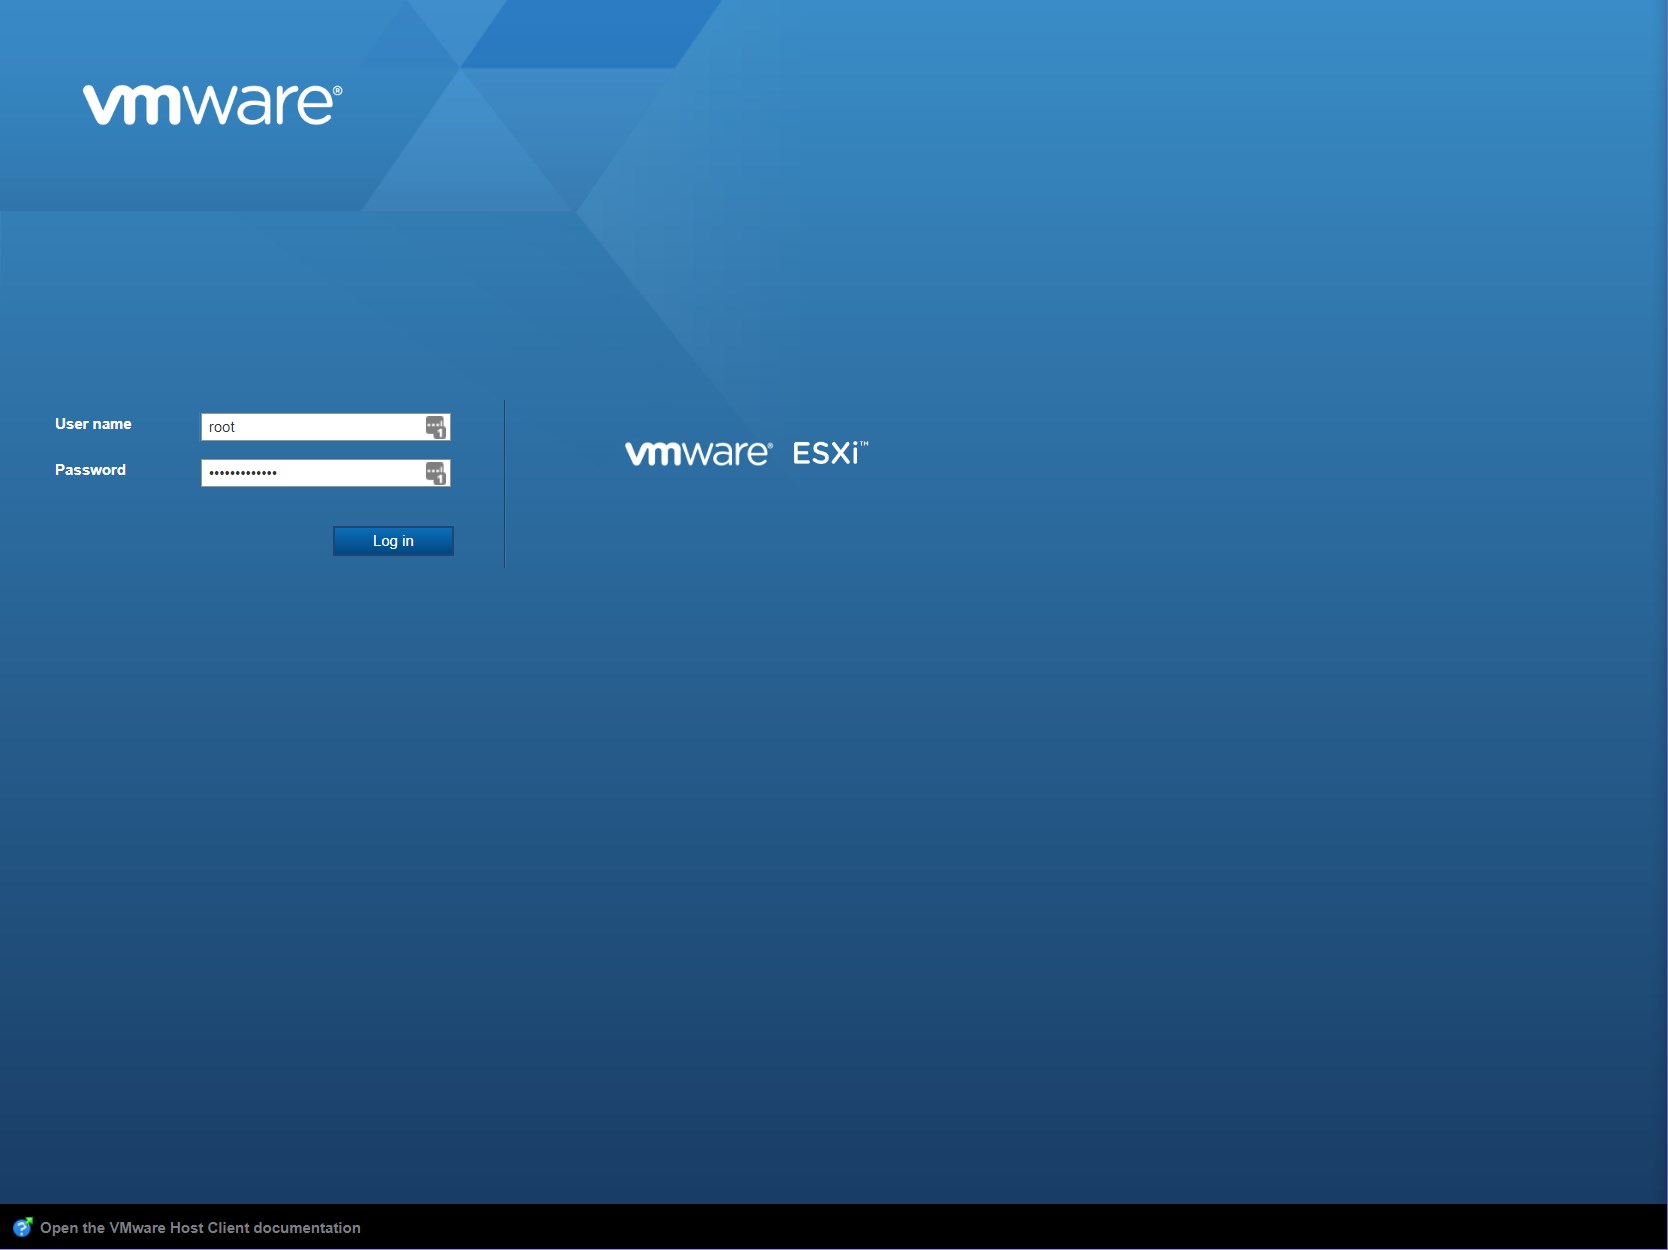 vmware®
User name
root
Password
•••••••••••••
Log in
vmware® ESXi™
Open the VMware Host Client documentation